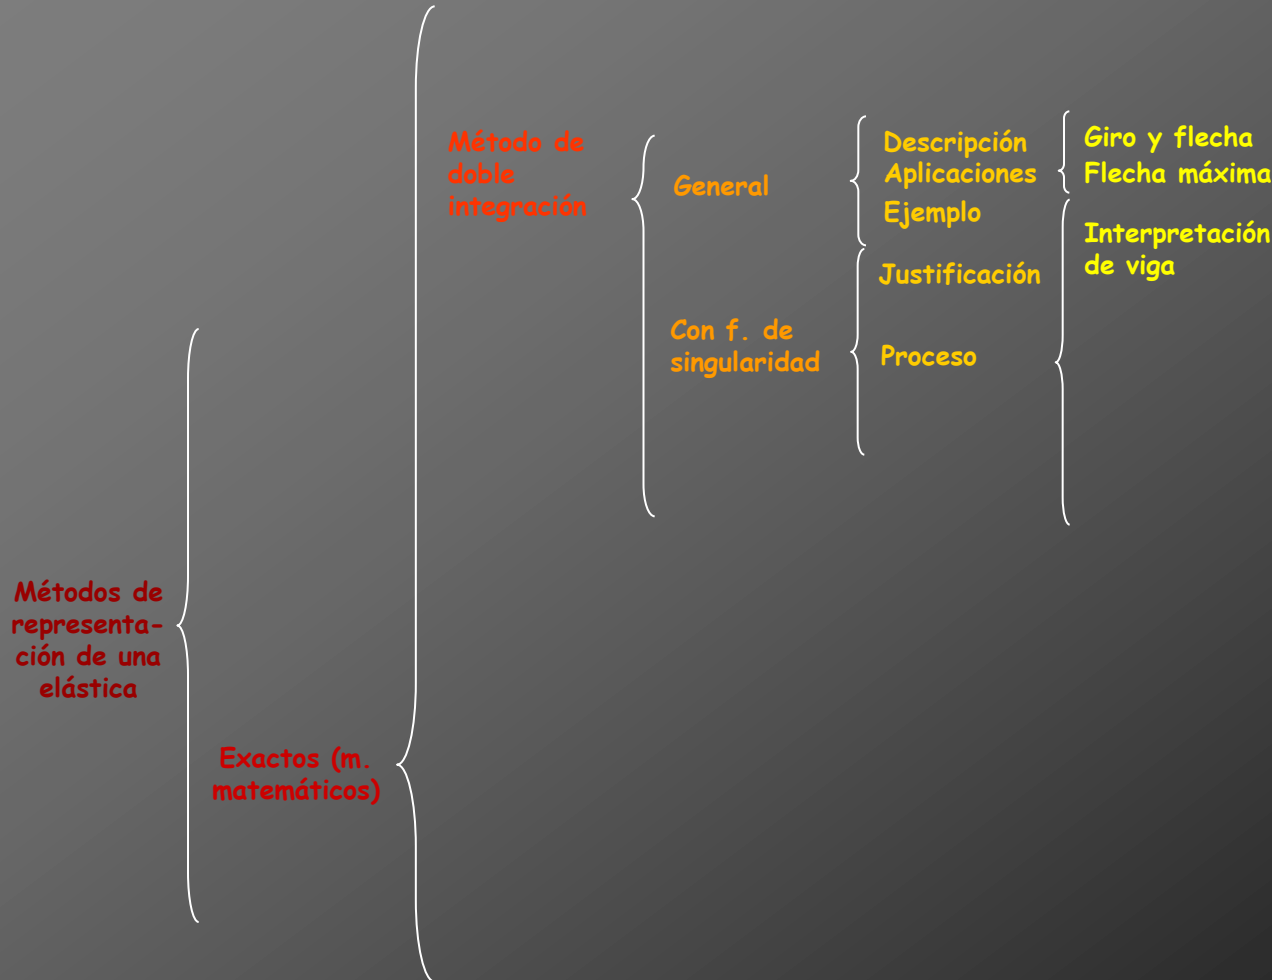 Método de
doble
integración
General
Descripción
Aplicaciones
Ejemplo
Giro y flecha
Flecha máxima
Con f. de
singularidad
Justificación
Proceso
Interpretación
de viga
Métodos de
representa-
ción de una
elástica
Exactos (m.
matemáticos)